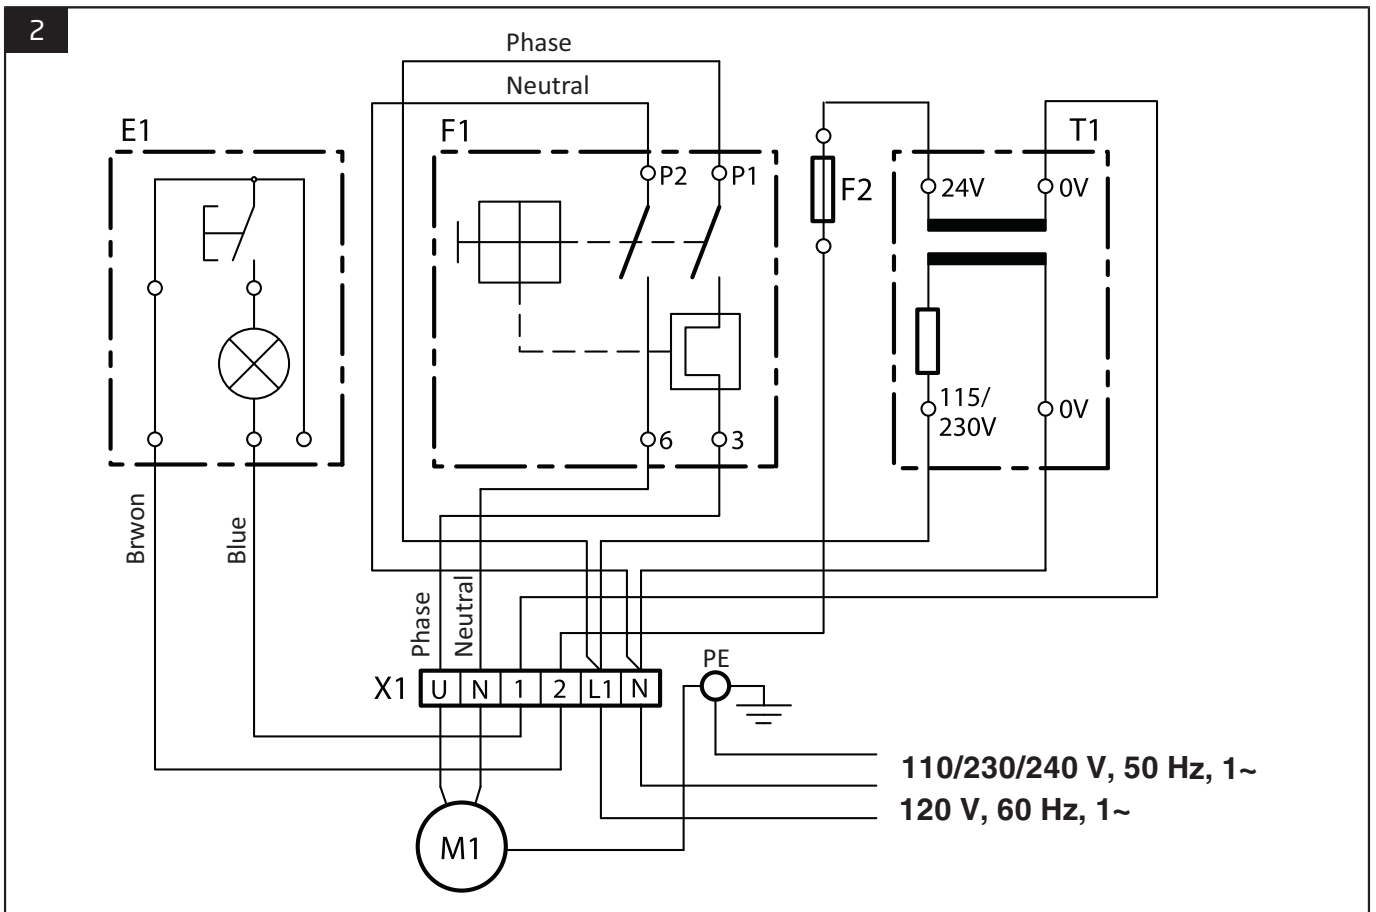 2
Phase
Neutral
E1
F1
T1
P2
P1
F2
24V
0V
115/
230V
0V
6
3
Brwon
Blue
Phase
Neutral
PE
X1
U N 1 2 L1 N
110/230/240 V, 50 Hz, 1~
120 V, 60 Hz, 1~
M1